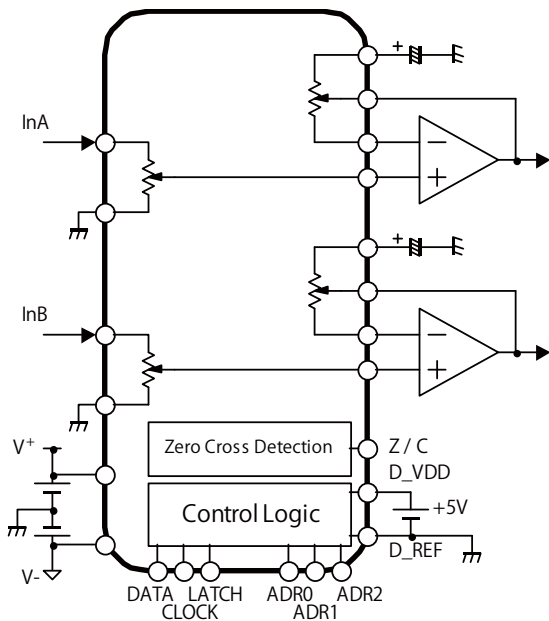 InA
InB
Zero Cross Detection
Z / C
V+
D_VDD
Control Logic
+5V
D_REF
V-
DATA
LATCH
ADR0
ADR2
CLOCK
ADR1